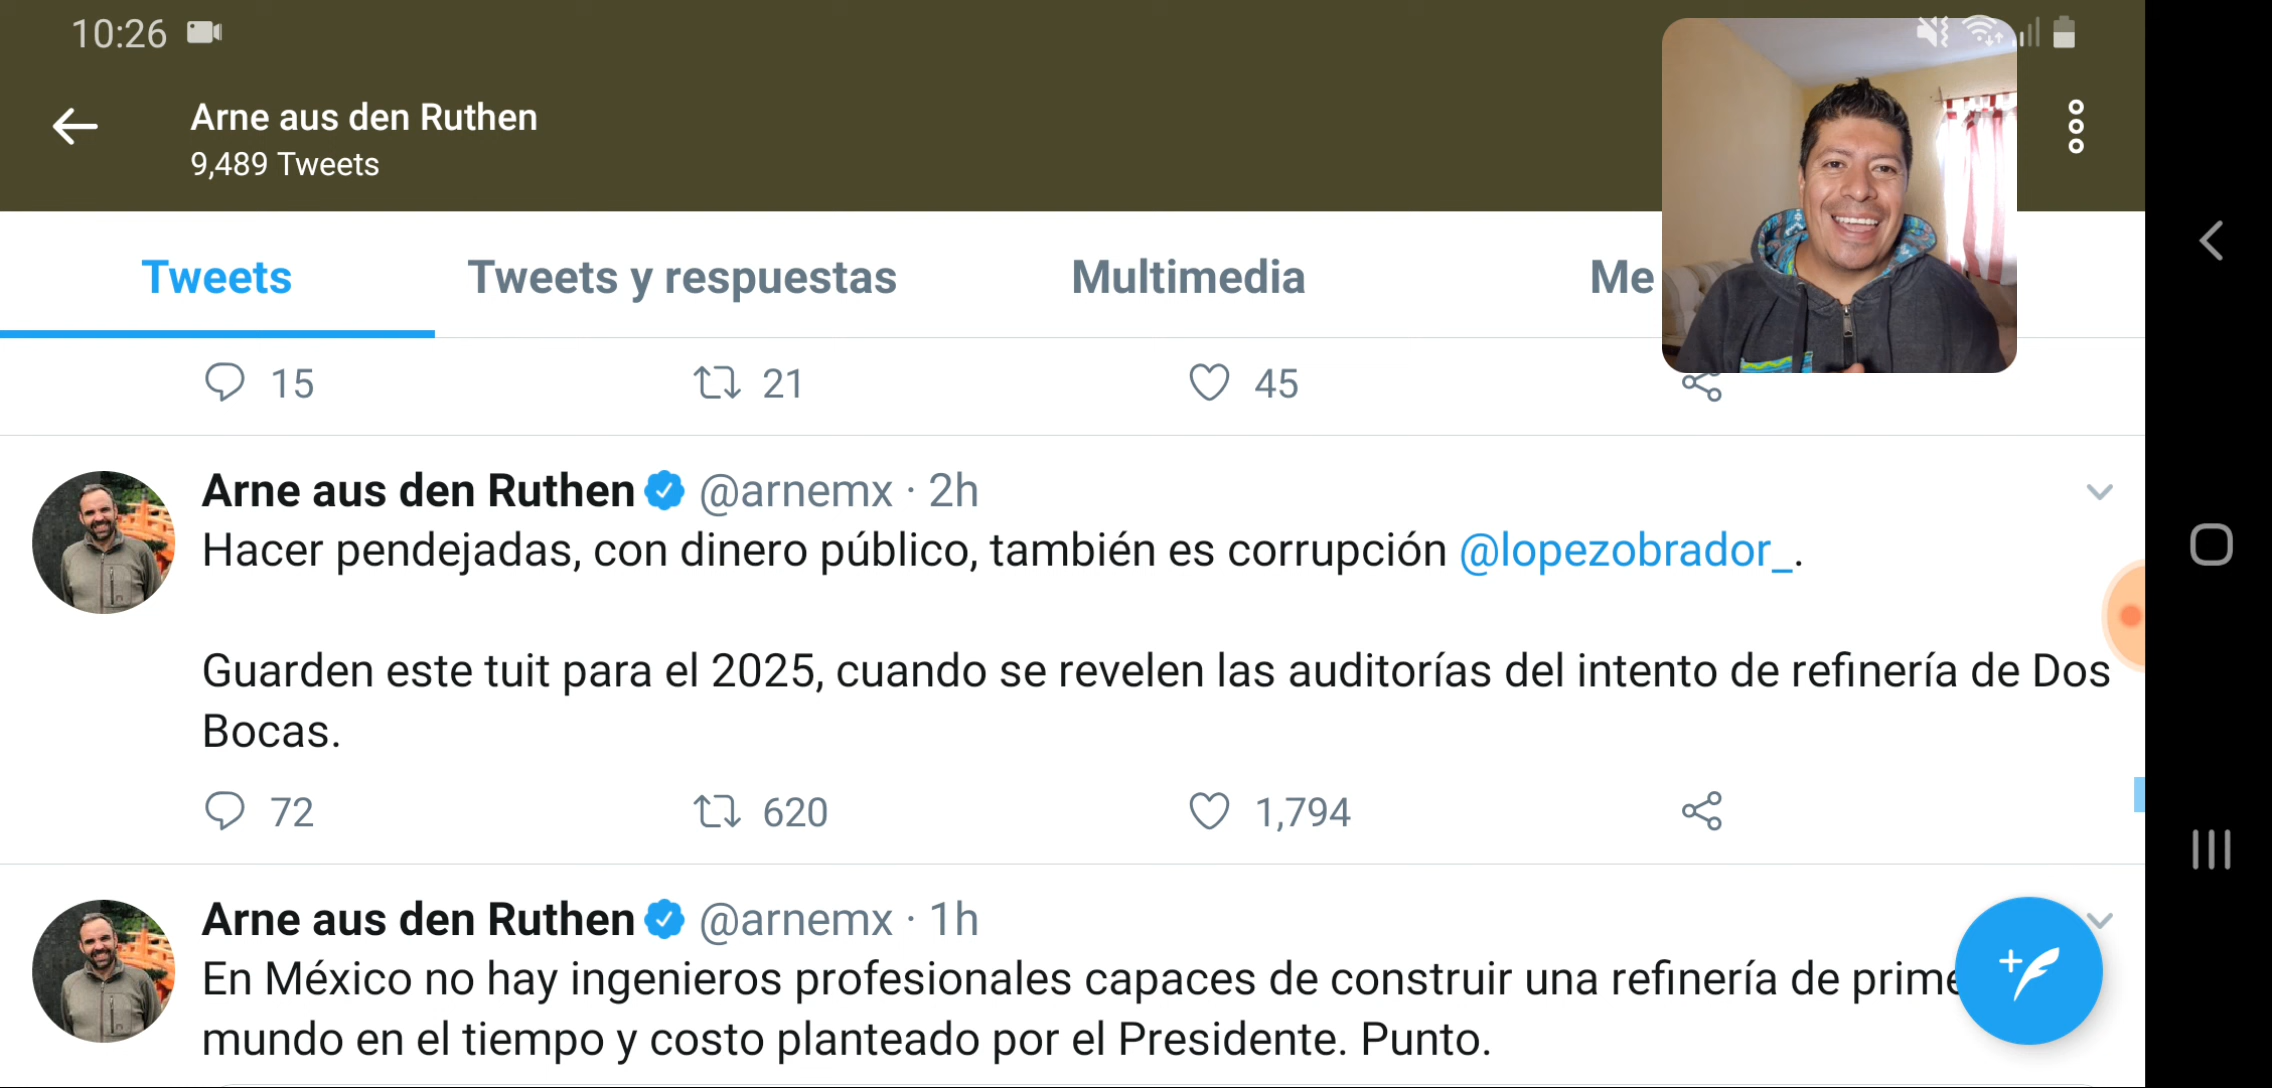 10:26
Arne aus den Ruthen
9,489 Tweets
Tweets Tweets y respuestas Multimedia Me
15 21 45
Arne aus den Ruthen @arnemx · 2h
Hacer pendejadas, con dinero público, también es corrupción @lopezobrador_.
Guarden este tuit para el 2025, cuando se revelen las auditorías del intento de refinería de Dos
Bocas.
72 620 1,794
Arne aus den Ruthen @arnemx · 1h
En México no hay ingenieros profesionales capaces de construir una refinería de prime
mundo en el tiempo y costo planteado por el Presidente. Punto.